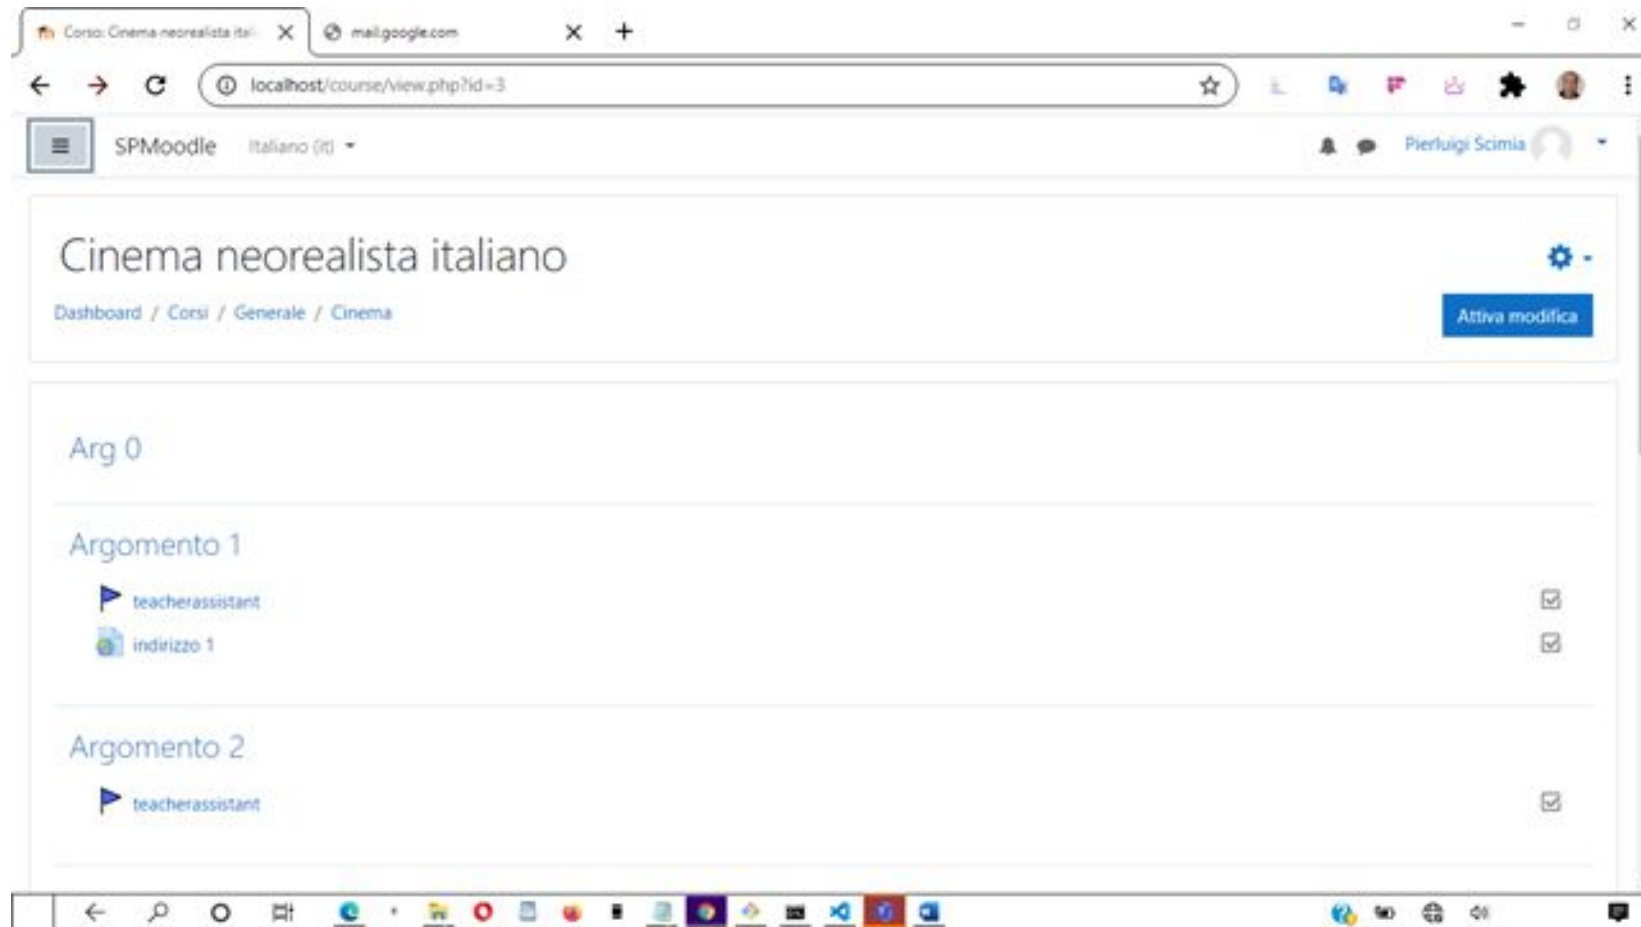 Corso: Cinema neorealista ital
mail.google.com
localhost/course/view.php?id=3
SPMoodle Italiano (it)
Pierluigi Scimia
Cinema neorealista italiano
Dashboard / Corsi / Generale / Cinema
Attiva modifica
Arg 0
Argomento 1
teacherassistant
indirizzo 1
Argomento 2
teacherassistant